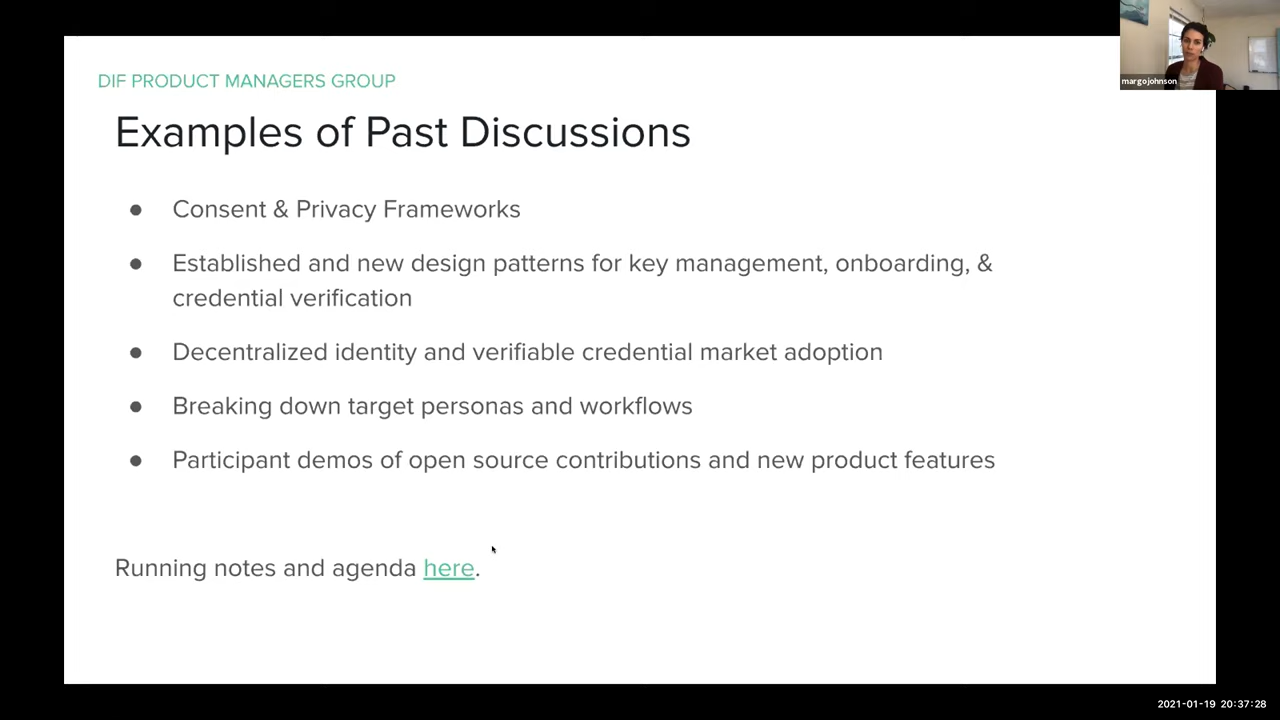 DIF PRODUCT MANAGERS GROUP
margojohnson
Examples of Past Discussions
● Consent & Privacy Frameworks
● Established and new design patterns for key management, onboarding, &
credential verification
● Decentralized identity and verifiable credential market adoption
● Breaking down target personas and workflows
● Participant demos of open source contributions and new product features
Running notes and agenda here.
2021-01-19 20:37:28